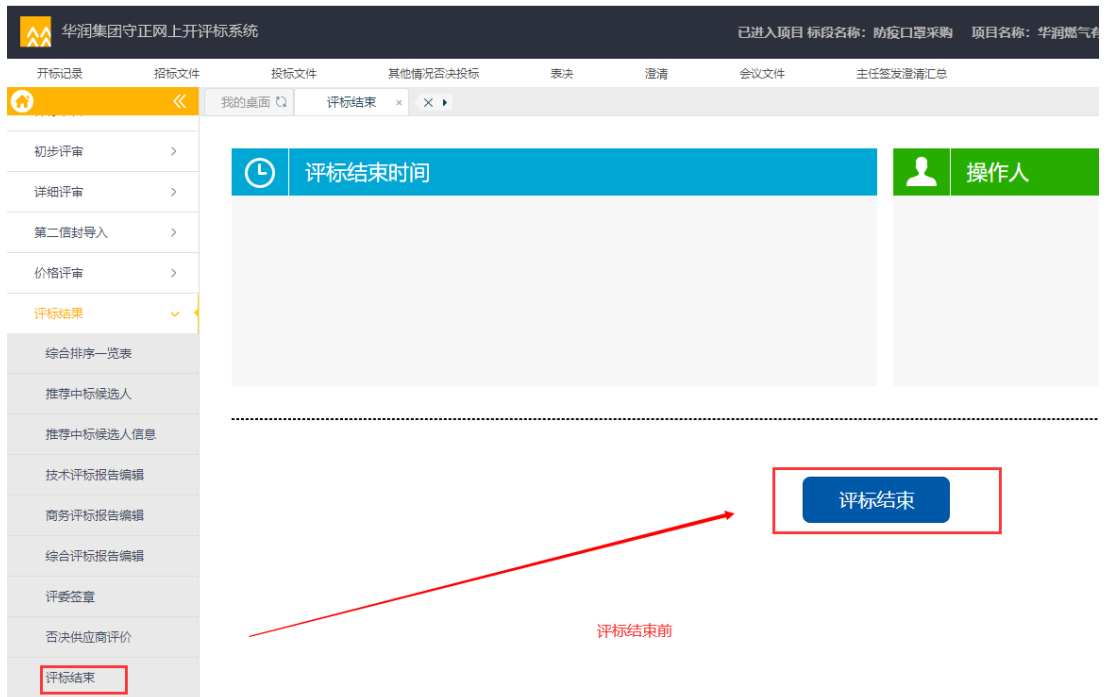 华润集团守正网上开评标系统
已进入项目 标段名称：防疫口罩采购 项目名称：华润燃气有
开标记录 招标文件 投标文件 其他情况否决投标 表决 澄清 会议文件 主任签发澄清汇总
我的桌面 评标结束
初步评审
评标结束时间 操作人
详细评审
第二信封导入
价格评审
评标结果
综合排序一览表
推荐中标候选人
推荐中标候选人信息
技术评标报告编辑
评标结束
商务评标报告编辑
综合评标报告编辑
评委签章
评标结束前
否决供应商评价
评标结束